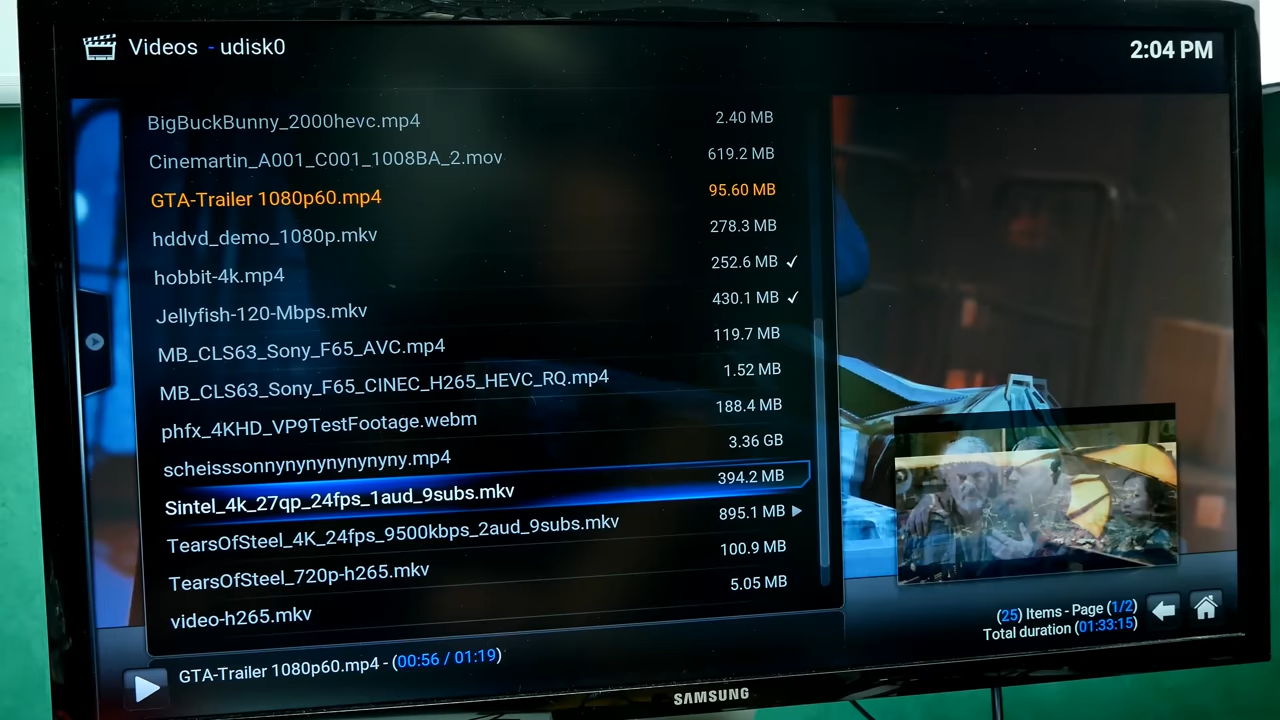 Videos - udisk0
2:04 PM
BigBuckBunny_2000hevc.mp4 2.40 MB
Cinemartin_A001_C001_1008BA_2.mov 619.2 MB
GTA-Trailer 1080p60.mp4 95.60 MB
hddvd_demo_1080p.mkv 278.3 MB
hobbit-4k.mp4 252.6 MB ✓
Jellyfish-120-Mbps.mkv 430.1 MB ✓
MB_CLS63_Sony_F65_AVC.mp4 119.7 MB
MB_CLS63_Sony_F65_CINEC_H265_HEVC_RQ.mp4 1.52 MB
phfx_4KHD_VP9TestFootage.webm 188.4 MB
scheisssonnynynynynynyny.mp4 3.36 GB
Sintel_4k_27qp_24fps_1aud_9subs.mkv 394.2 MB
TearsOfSteel_4K_24fps_9500kbps_2aud_9subs.mkv 895.1 MB
TearsOfSteel_720p-h265.mkv 100.9 MB
video-h265.mkv 5.05 MB
(25) Items - Page (1/2)
Total duration (01:33:15)
GTA-Trailer 1080p60.mp4 - (00:56 / 01:19)
SAMSUNG